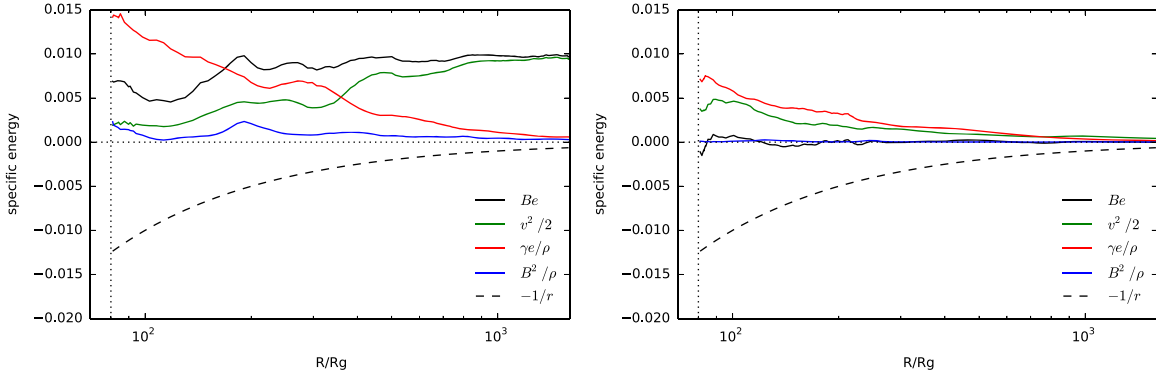 0.015
0.010
0.005
0.000
−0.005
−0.010
−0.015
−0.020
specific energy
Be
v² /2
γe/ρ
B² /ρ
−1/r
10²
10³
R/Rg
0.015
0.010
0.005
0.000
−0.005
−0.010
−0.015
−0.020
specific energy
Be
v² /2
γe/ρ
B² /ρ
−1/r
10²
10³
R/Rg